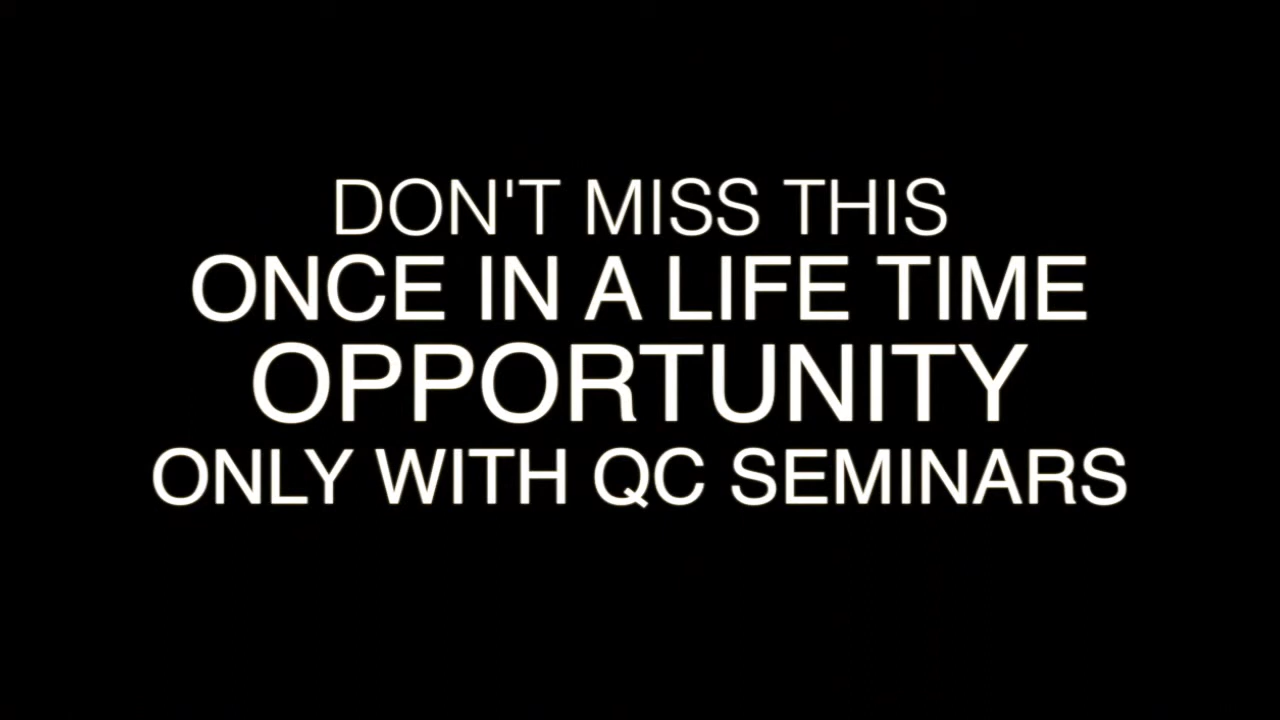 DON'T MISS THIS
ONCE IN A LIFE TIME
OPPORTUNITY
ONLY WITH QC SEMINARS